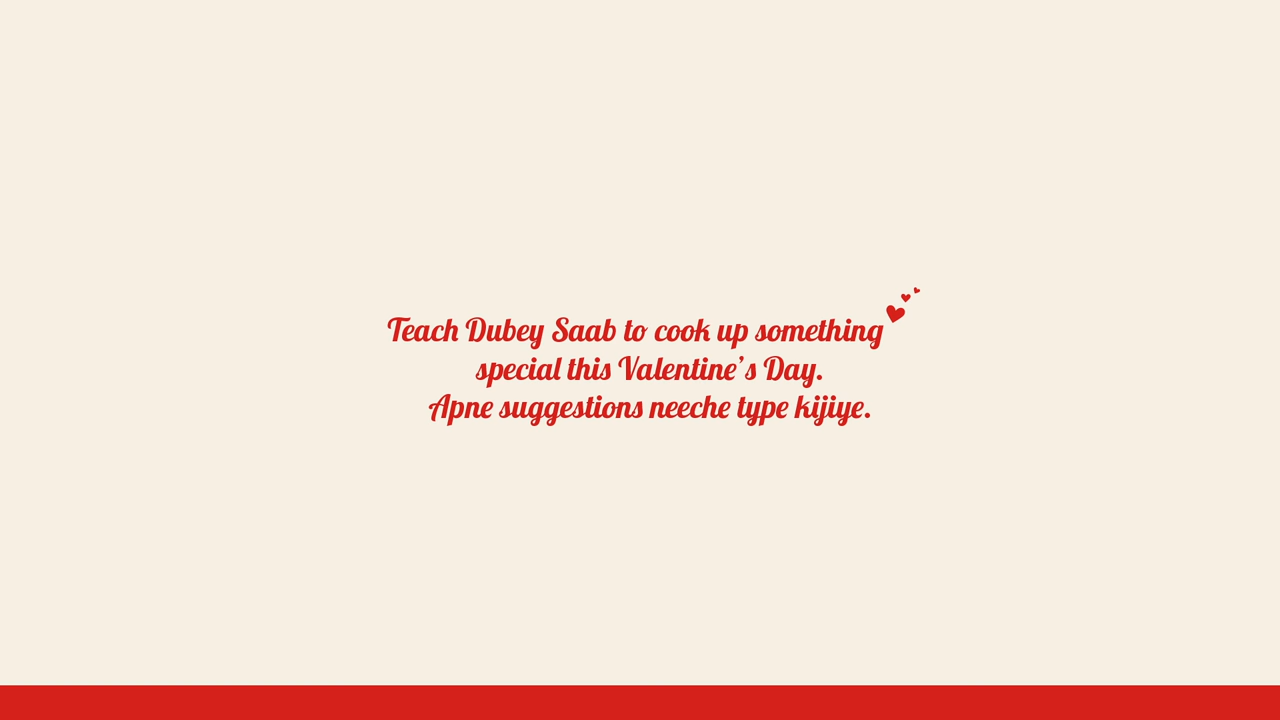 Teach Dubey Saab to cook up something
special this Valentine’s Day.
Apne suggestions neeche type kijiye.